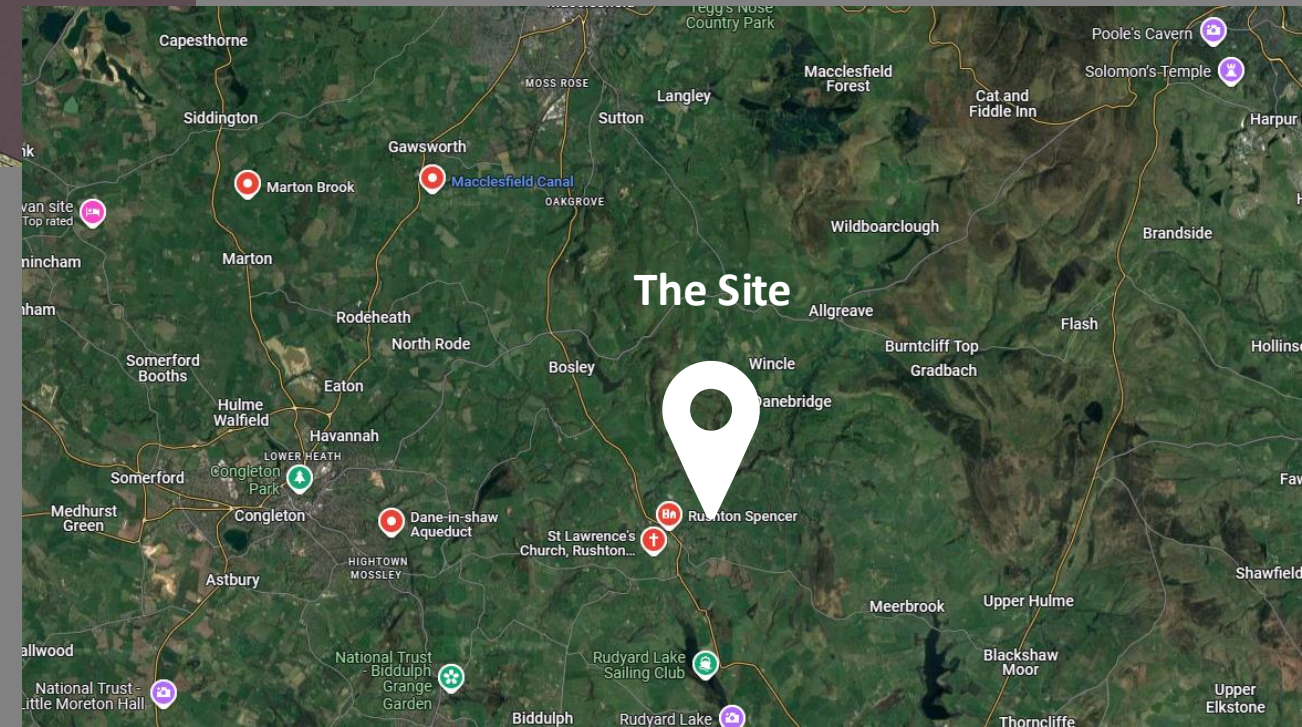 Tegg's Nose
Country Park
Capesthorne
Poole's Cavern
Solomon's Temple
Macclesfield
Forest
MOSS ROSE
Langley
Cat and
Fiddle Inn
Siddington
Sutton
Harpur
Gawsworth
Marton Brook
Macclesfield Canal
OAKGROVE
van site
Top rated
Wildboarclough
Brandside
Marton
mincham
The Site
Allgreave
Rodeheath
Flash
North Rode
Burntcliff Top
Hollins
Somerford
Booths
Bosley
Wincle
Gradbach
Eaton
Danebridge
Hulme
Walfield
Havannah
LOWER HEATH
Congleton
Park
Somerford
Medhurst
Green
Congleton
Dane-in-shaw
Aqueduct
Rushton Spencer
St Lawrence's
Church, Rushton...
HIGHTOWN
MOSSLEY
Astbury
Shawfield
Meerbrook
Upper Hulme
allwood
National Trust
- Biddulph
Grange
Garden
Rudyard Lake
Sailing Club
Blackshaw
Moor
National Trust -
Little Moreton Hall
Upper
Elkstone
Biddulph
Rudyard Lake
Thorncliffe